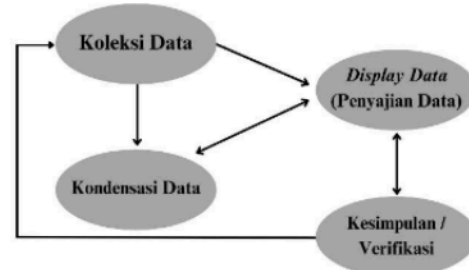 Koleksi Data
Display Data
(Penyajian Data)
Kondensasi Data
Kesimpulan /
Verifikasi